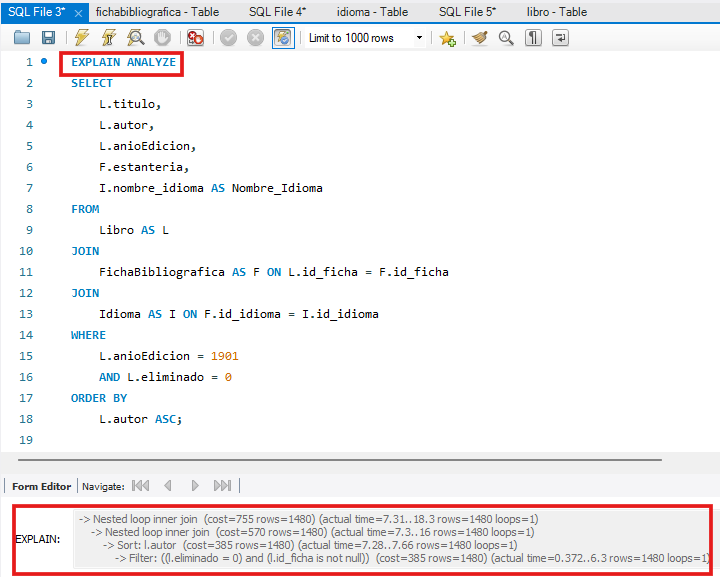 SQL File 3* fichabibliografica - Table SQL File 4* idioma - Table SQL File 5* libro - Table
Limit to 1000 rows
1 EXPLAIN ANALYZE
2 SELECT
3 L.titulo,
4 L.autor,
5 L.anioEdicion,
6 F.estanteria,
7 I.nombre_idioma AS Nombre_Idioma
8 FROM
9 Libro AS L
10 JOIN
11 FichaBibliografica AS F ON L.id_ficha = F.id_ficha
12 JOIN
13 Idioma AS I ON F.id_idioma = I.id_idioma
14 WHERE
15 L.anioEdicion = 1901
16 AND L.eliminado = 0
17 ORDER BY
18 L.autor ASC;
19
Form Editor Navigate:
EXPLAIN:
-> Nested loop inner join (cost=755 rows=1480) (actual time=7.31..18.3 rows=1480 loops=1)
-> Nested loop inner join (cost=570 rows=1480) (actual time=7.3..16 rows=1480 loops=1)
-> Sort: l.autor (cost=385 rows=1480) (actual time=7.28..7.66 rows=1480 loops=1)
-> Filter: ((l.eliminado = 0) and (l.id_ficha is not null)) (cost=385 rows=1480) (actual time=0.372..6.3 rows=1480 loops=1)